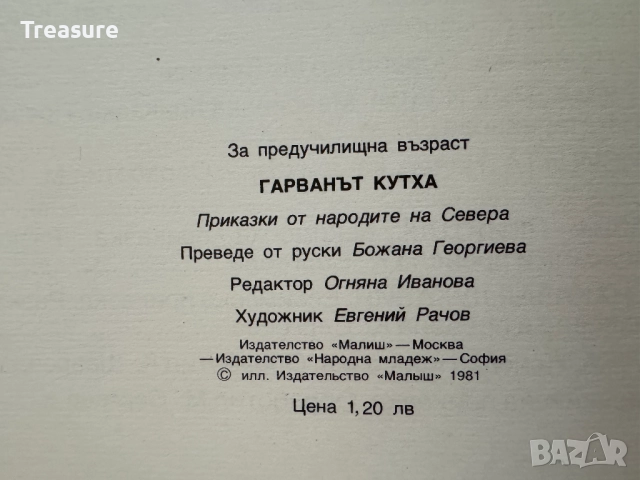 Treasure
За предучилищна възраст
ГАРВАНЪТ КУТХА
Приказки от народите на Севера
Преведе от руски Божана Георгиева
Редактор Огняна Иванова
Художник Евгений Рачов
Издателство «Малиш» — Москва
—Издателство «Народна младеж» — София
© илл. Издательство «Малыш» 1981
Цена 1,20 лв
BAZAR